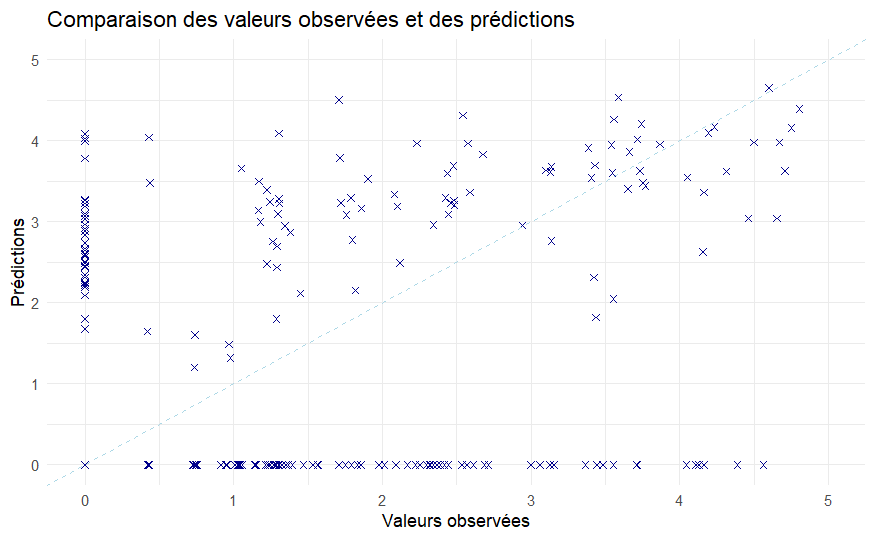 Comparaison des valeurs observées et des prédictions
5
4
3
2
1
0
Prédictions
0 1 2 3 4 5
Valeurs observées